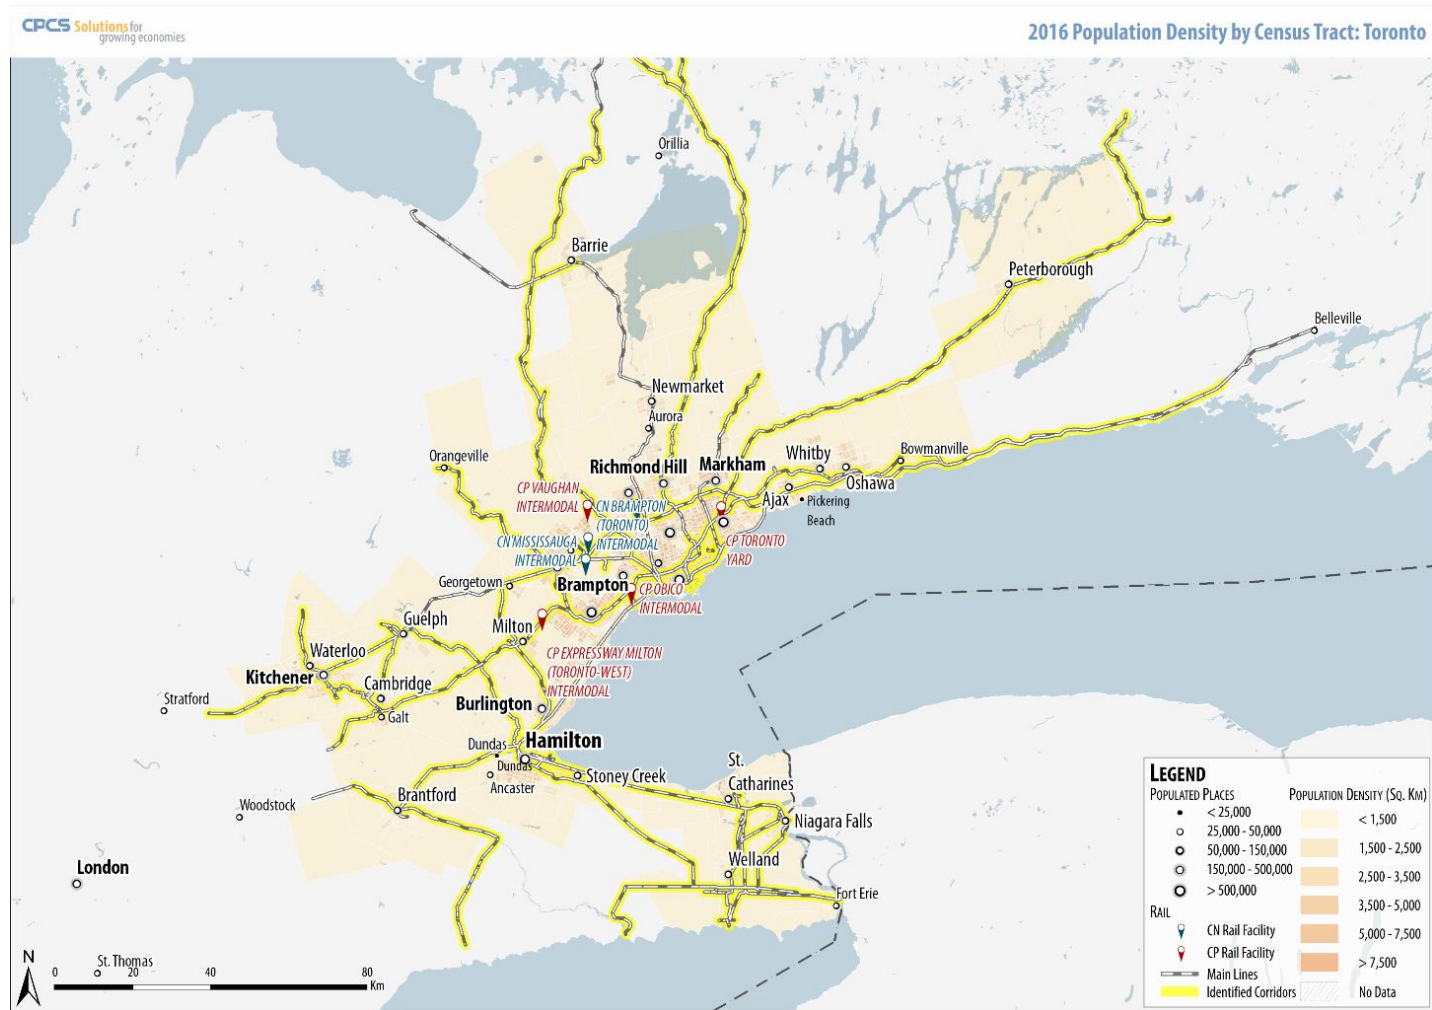 CPCS Solutions for
growing economies
2016 Population Density by Census Tract: Toronto
Orillia
Barrie
Peterborough
Belleville
Newmarket
Aurora
Orangeville
Richmond Hill
Markham
Whitby
Bowmanville
Oshawa
Ajax
Pickering
Beach
CP VAUGHAN
INTERMODAL
CN BRAMPTON
(TORONTO)
INTERMODAL
CN MISSISSAUGA
INTERMODAL
CP TORONTO
YARD
Georgetown
Brampton
CP OBICO
INTERMODAL
Guelph
Milton
CP EXPRESSWAY MILTON
(TORONTO-WEST)
INTERMODAL
Waterloo
Kitchener
Cambridge
Stratford
Galt
Burlington
Hamilton
Dundas
Dundas
Ancaster
Stoney Creek
St.
Catharines
Brantford
Woodstock
Niagara Falls
Welland
London
Fort Erie
St. Thomas
N
0 20 40 80
Km
LEGEND
POPULATED PLACES
< 25,000
25,000 - 50,000
50,000 - 150,000
150,000 - 500,000
> 500,000
RAIL
CN Rail Facility
CP Rail Facility
Main Lines
Identified Corridors
POPULATION DENSITY (SQ. KM)
< 1,500
1,500 - 2,500
2,500 - 3,500
3,500 - 5,000
5,000 - 7,500
> 7,500
No Data